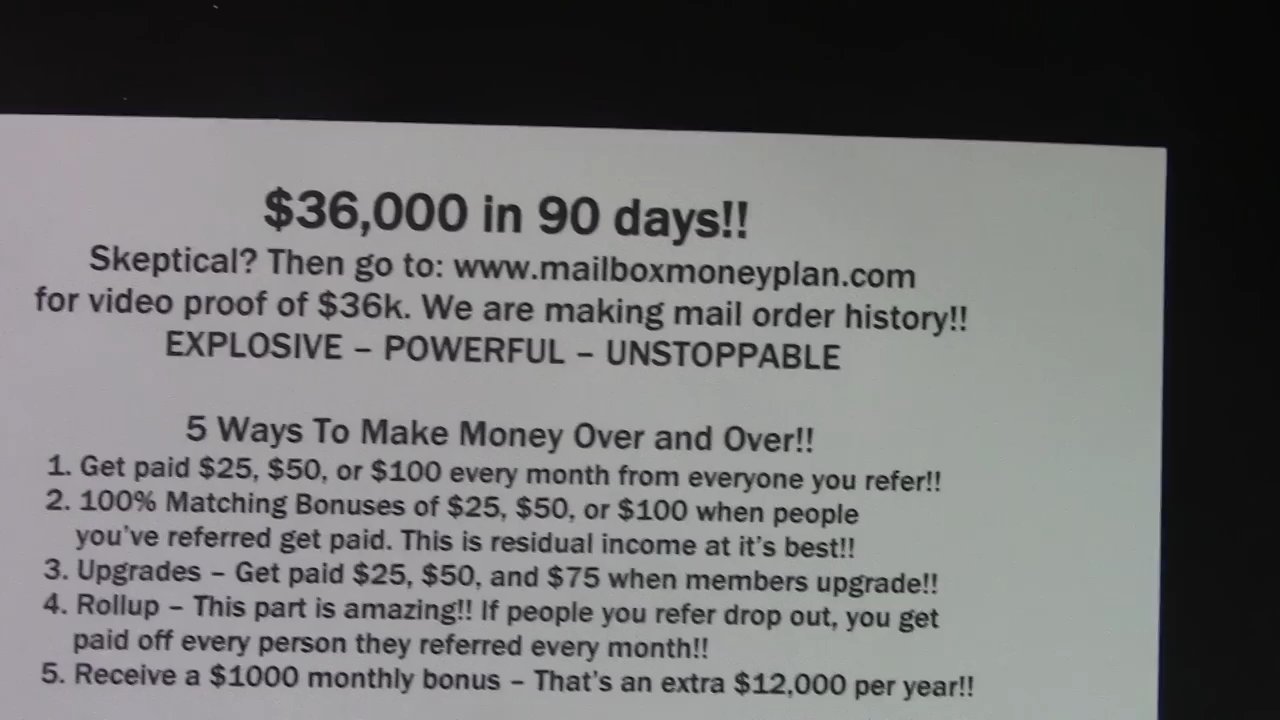 $36,000 in 90 days!!
Skeptical? Then go to: www.mailboxmoneyplan.com
for video proof of $36k. We are making mail order history!!
EXPLOSIVE – POWERFUL – UNSTOPPABLE
5 Ways To Make Money Over and Over!!
1. Get paid $25, $50, or $100 every month from everyone you refer!!
2. 100% Matching Bonuses of $25, $50, or $100 when people
you've referred get paid. This is residual income at it's best!!
3. Upgrades – Get paid $25, $50, and $75 when members upgrade!!
4. Rollup – This part is amazing!! If people you refer drop out, you get
paid off every person they referred every month!!
5. Receive a $1000 monthly bonus – That's an extra $12,000 per year!!